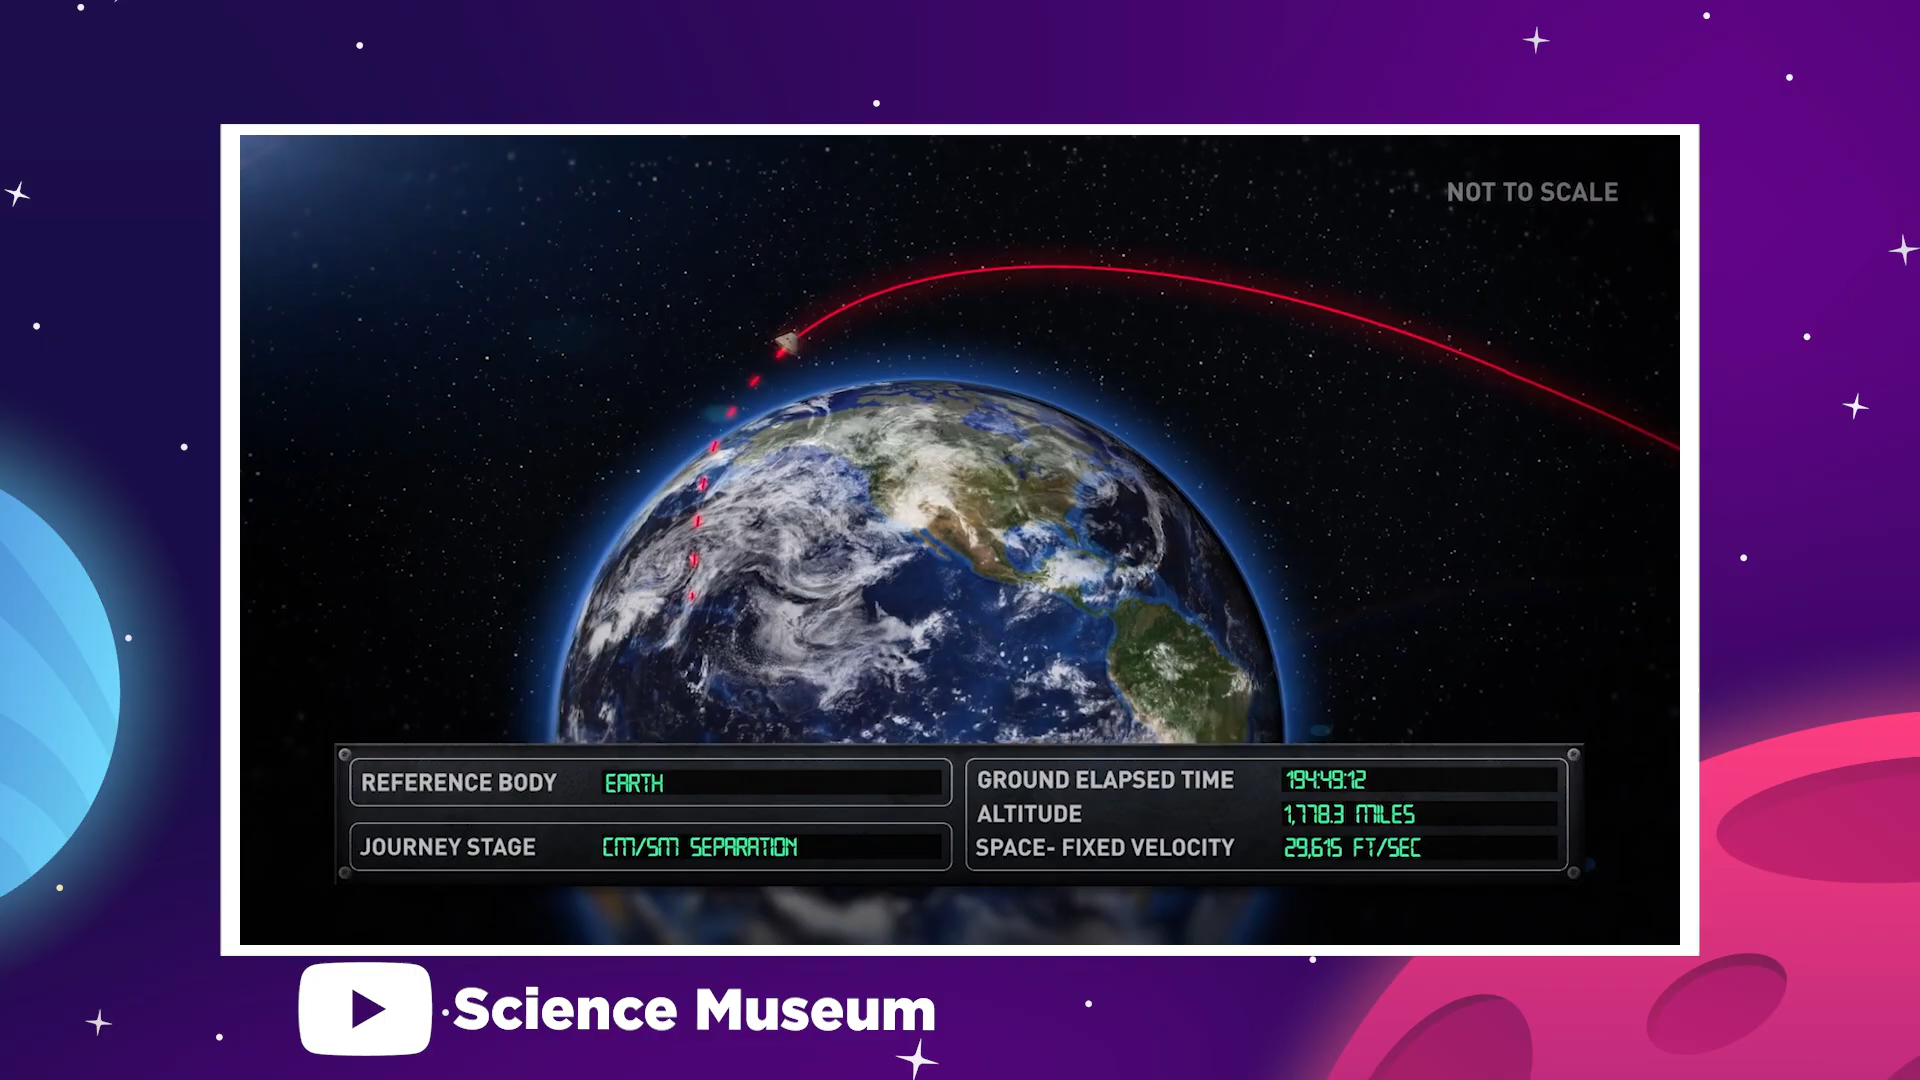 NOT TO SCALE
REFERENCE BODY EARTH
JOURNEY STAGE CM/SM SEPARATION
GROUND ELAPSED TIME 194:49:12
ALTITUDE 1,778.3 MILES
SPACE- FIXED VELOCITY 29,615 FT/SEC
Science Museum